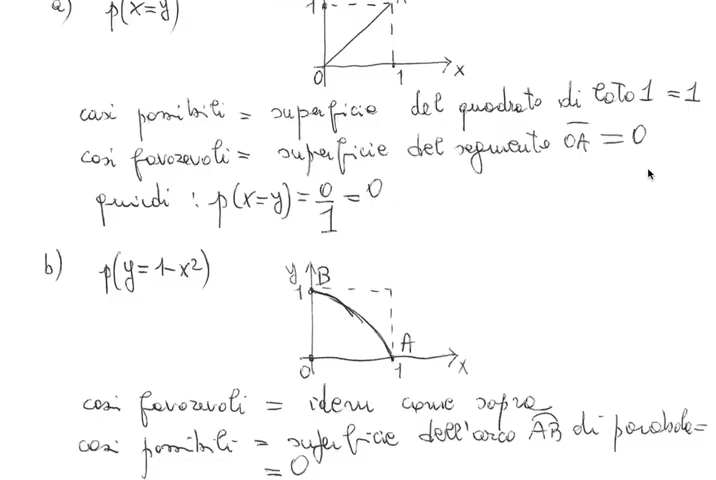 a) p(x=y)
1 A
0 1 x
casi possibili = superficie del quadrato di lato 1 = 1
casi favorevoli = superficie del segmento OA = 0
quindi : p(x=y) = 0/1 = 0
b) p(y=1-x²)
y B
1
A
0 1 x
casi favorevoli = idem come sopra
casi possibili = superficie dell'arco AB di parabola =
= 0